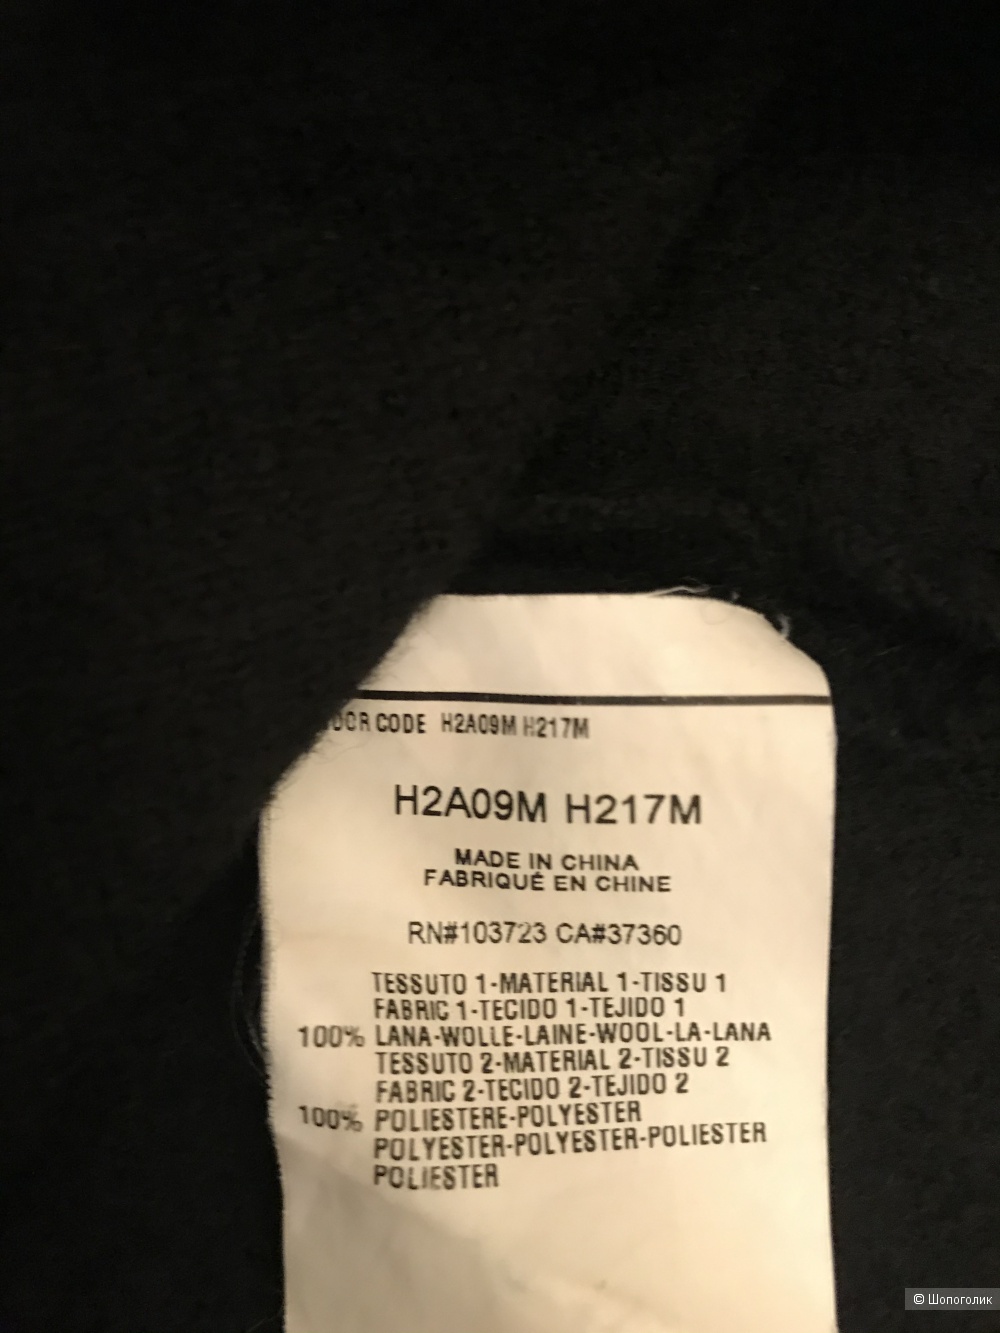 CODE H2A09M H217M
H2A09M H217M
MADE IN CHINA
FABRIQUÉ EN CHINE
RN#103723 CA#37360
TESSUTO 1-MATERIAL 1-TISSU 1
FABRIC 1-TECIDO 1-TEJIDO 1
100% LANA-WOLLE-LAINE-WOOL-LA-LANA
TESSUTO 2-MATERIAL 2-TISSU 2
FABRIC 2-TECIDO 2-TEJIDO 2
100% POLIESTERE-POLYESTER
POLYESTER-POLYESTER-POLIESTER
POLIESTER
© Шопоголик